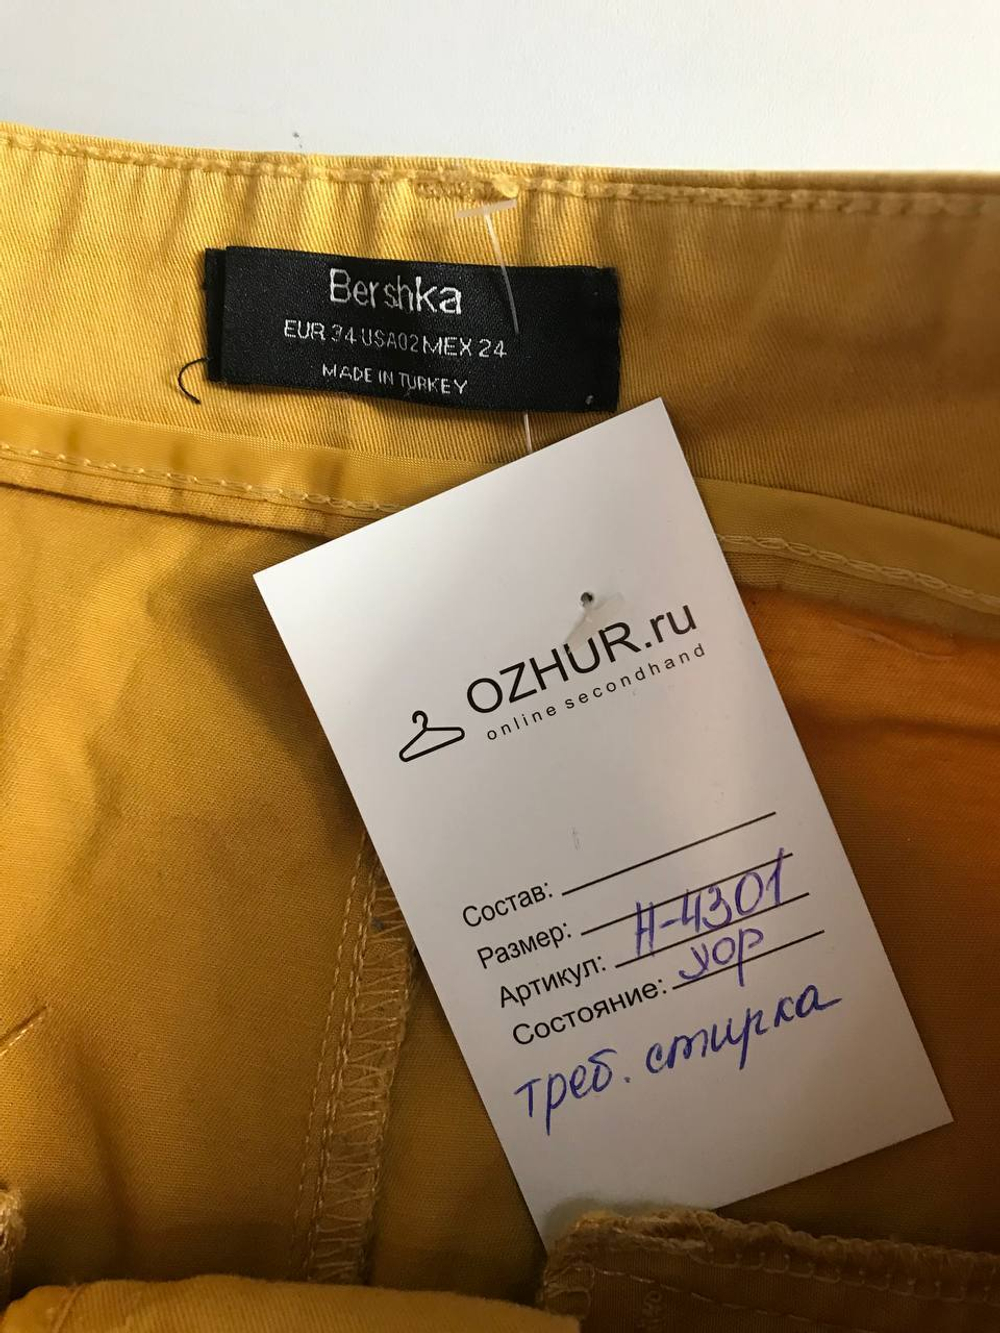 Bershka
EUR 34 USA02 MEX 24
MADE IN TURKEY
OZHUR.ru
online secondhand
Состав:
Размер:
Артикул: Н-4301
Состояние: хор
треб. стирка